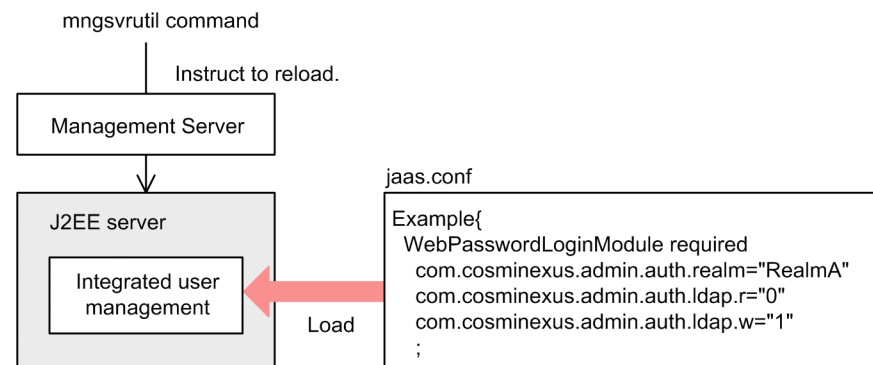 mngsvrutil command
Instruct to reload.
Management Server
J2EE server
Integrated user
management
Load
jaas.conf
Example{
WebPasswordLoginModule required
com.cosminexus.admin.auth.realm="RealmA"
com.cosminexus.admin.auth.ldap.r="0"
com.cosminexus.admin.auth.ldap.w="1"
;